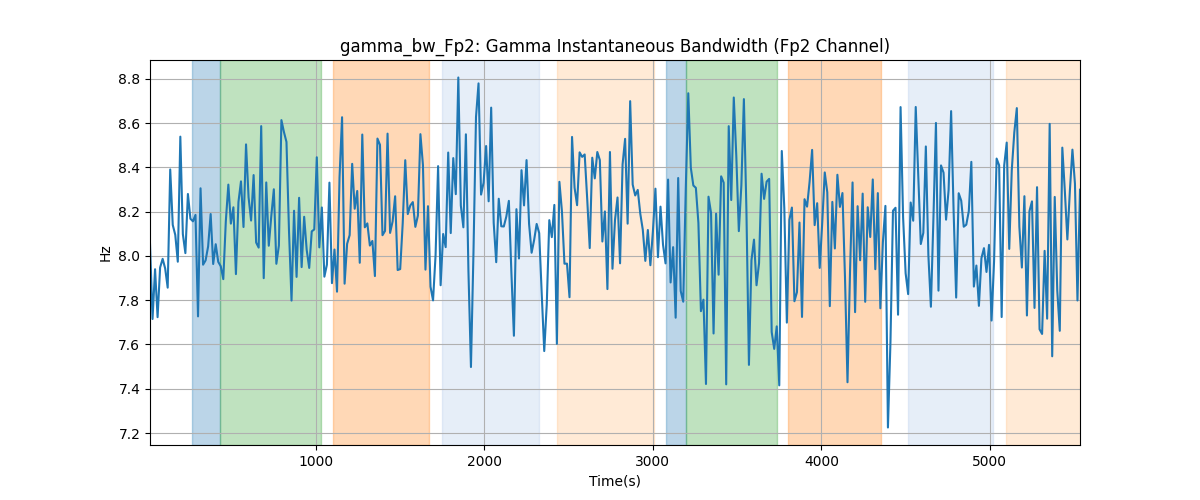 gamma_bw_Fp2: Gamma Instantaneous Bandwidth (Fp2 Channel)
Hz
8.8
8.6
8.4
8.2
8.0
7.8
7.6
7.4
7.2
1000 2000 3000 4000 5000
Time(s)